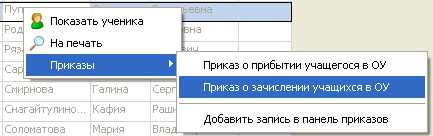 Показать ученика
На печать
Приказы
Приказ о прибытии учащегося в ОУ
Приказ о зачислении учащихся в ОУ
Добавить запись в панель приказов
Смирнова Галина
Снагайтулино... Кафия Раши
Соломатова Мария